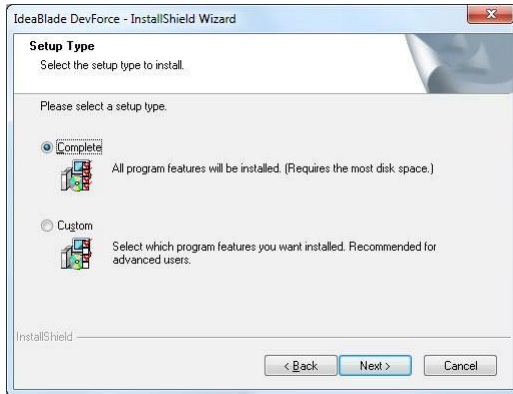 IdeaBlade DevForce - InstallShield Wizard
Setup Type
Select the setup type to install.
Please select a setup type.
Complete
All program features will be installed. (Requires the most disk space.)
Custom
Select which program features you want installed. Recommended for
advanced users.
InstallShield
< Back
Next >
Cancel